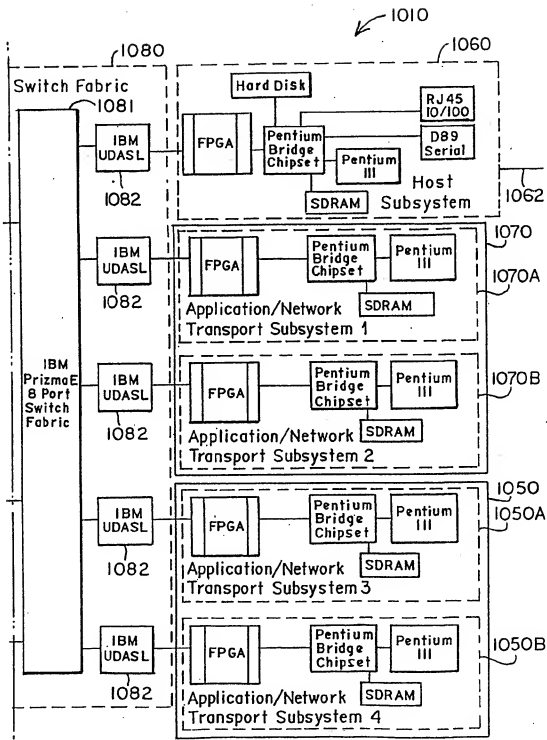 1010
1080
1060
Switch Fabric
1081
Hard Disk
RJ45
10/100
IBM
UDASL
FPGA
Pentium
Bridge
Chipset
D89
Serial
Pentium
III
Host
Subsystem
1082
SDRAM
1062
1070
IBM
UDASL
FPGA
Pentium
Bridge
Chipset
Pentium
III
1070A
SDRAM
1082
Application/Network
Transport Subsystem 1
IBM
PrizmaE
8 Port
Switch
Fabric
1070B
IBM
UDASL
FPGA
Pentium
Bridge
Chipset
Pentium
III
SDRAM
1082
Application/Network
Transport Subsystem 2
1050
IBM
UDASL
FPGA
Pentium
Bridge
Chipset
Pentium
III
1050A
SDRAM
1082
Application/Network
Transport Subsystem 3
IBM
UDASL
FPGA
Pentium
Bridge
Chipset
Pentium
III
1050B
SDRAM
1082
Application/Network
Transport Subsystem 4